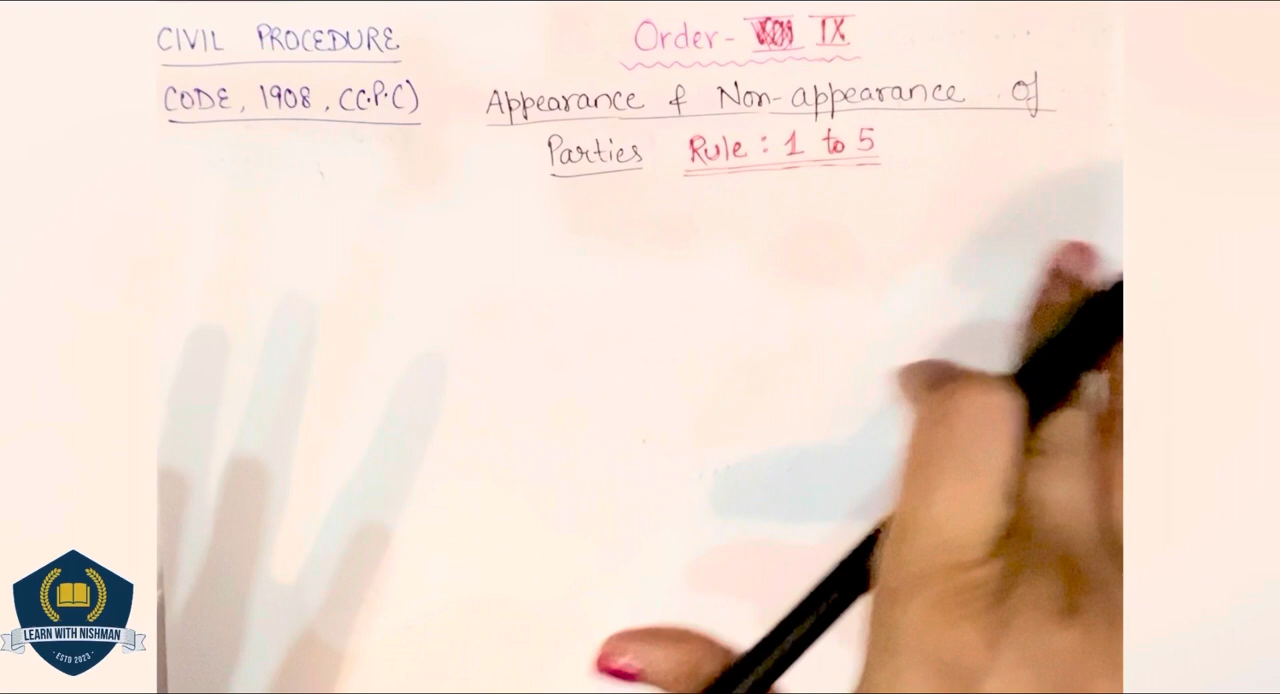 CIVIL PROCEDURE
CODE, 1908, (C.P.C)
Order- IX
Appearance & Non-appearance of
Parties Rule : 1 to 5
LEARN WITH NISHMAN
- ESTD 2023 -